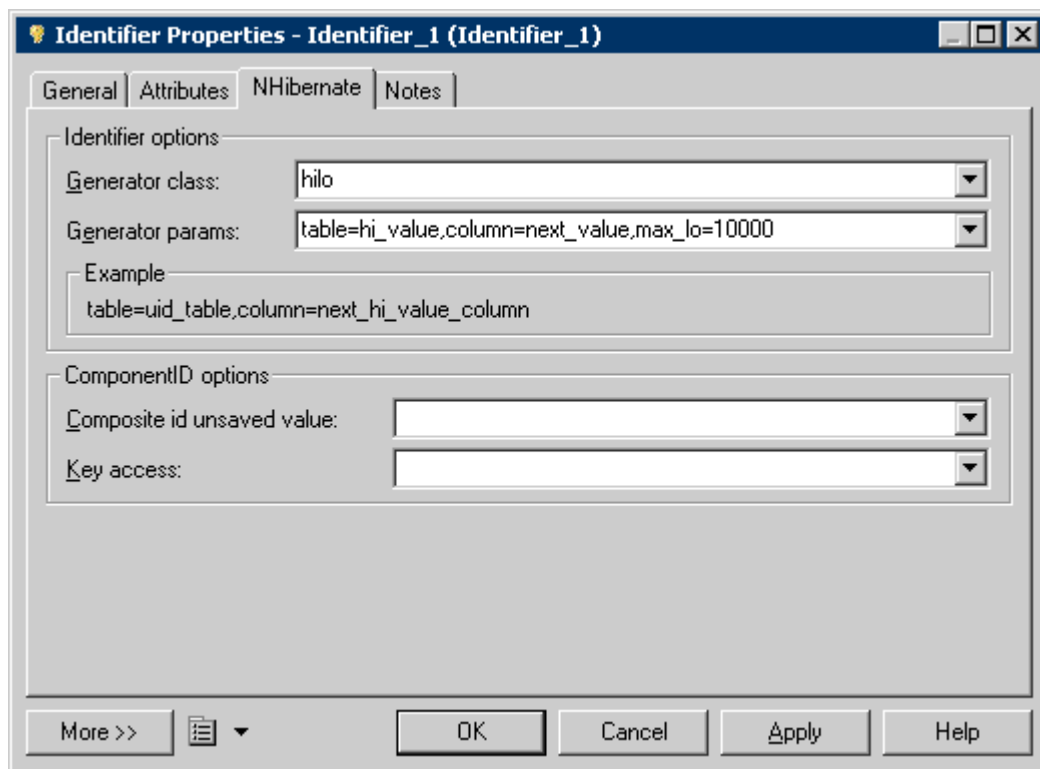 Identifier Properties - Identifier_1 (Identifier_1)
General Attributes NHibernate Notes
Identifier options
Generator class: hilo
Generator params: table=hi_value,column=next_value,max_lo=10000
Example
table=uid_table,column=next_hi_value_column
ComponentID options
Composite id unsaved value:
Key access:
More >> OK Cancel Apply Help